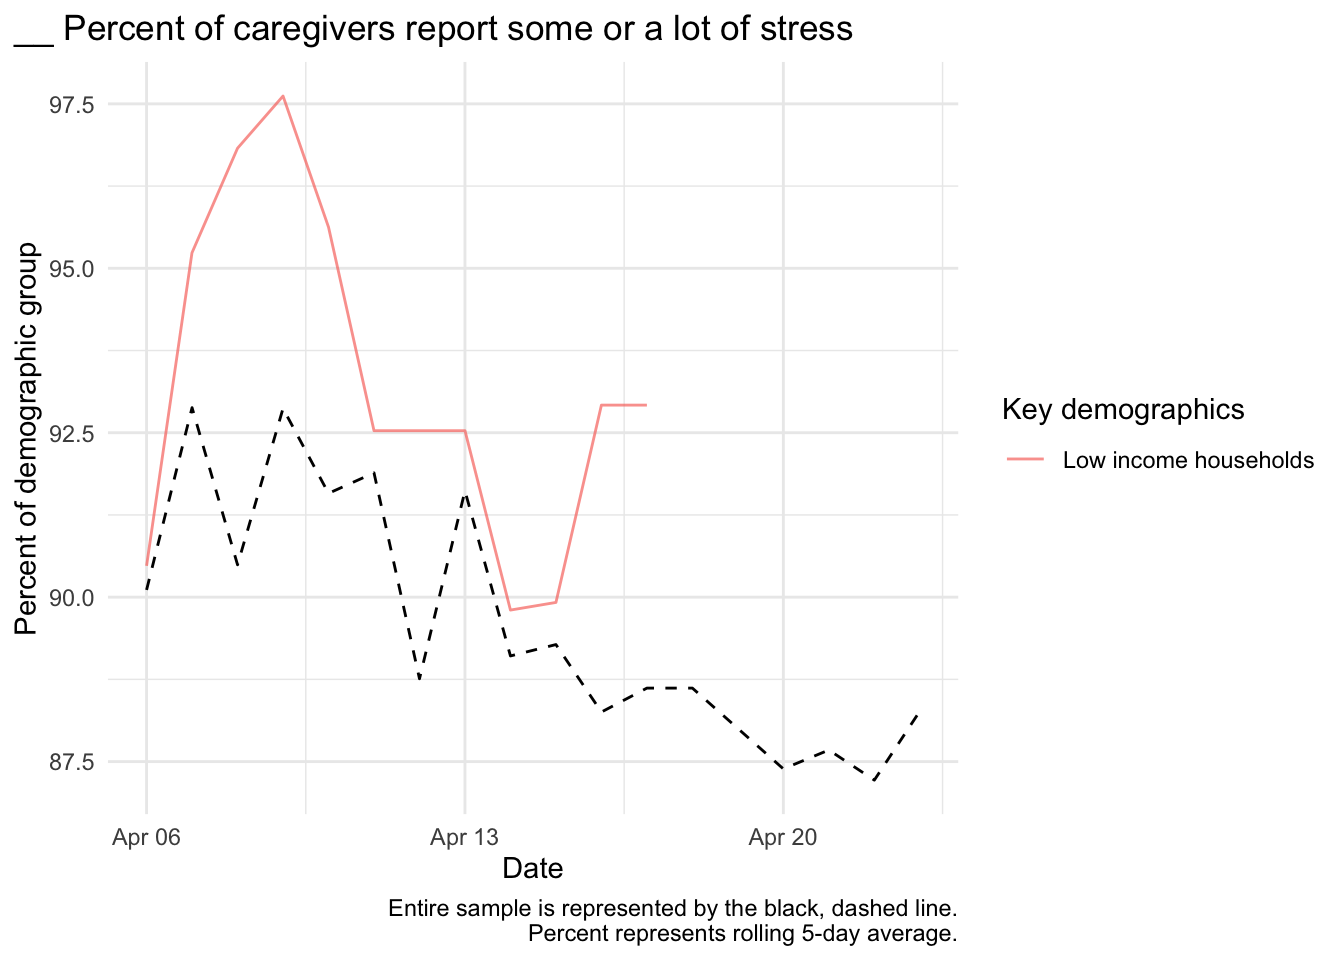 __ Percent of caregivers report some or a lot of stress
Percent of demographic group
97.5
95.0
92.5
90.0
87.5
Apr 06
Apr 13
Apr 20
Date
Key demographics
Low income households
Entire sample is represented by the black, dashed line.
Percent represents rolling 5-day average.